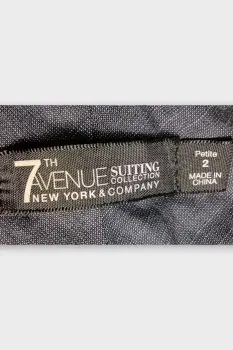 7TH
AVENUE SUITING
COLLECTION
NEW YORK & COMPANY
Petite
2
MADE IN
CHINA